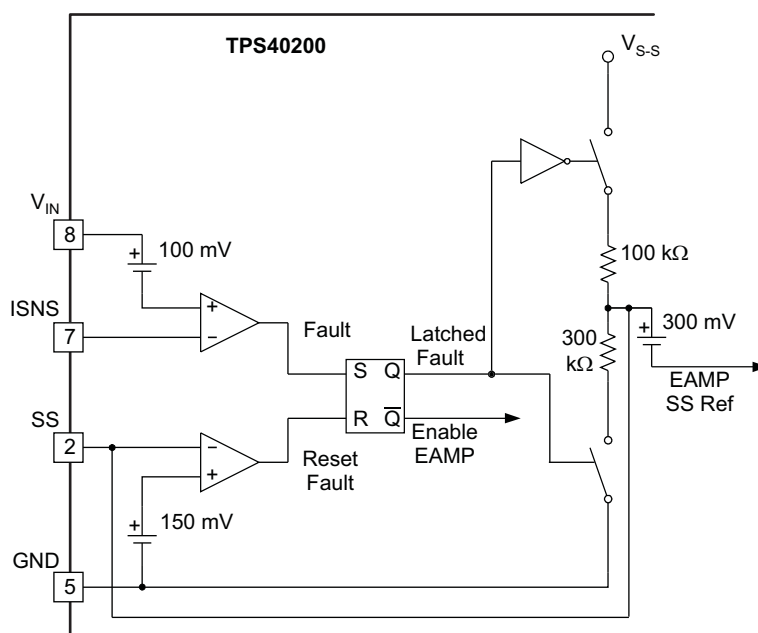 TPS40200
V_S-S
V_IN
8
+
100 mV
ISNS
7
+
−
Fault
Latched
Fault
100 kΩ
300
kΩ
+
300 mV
EAMP
SS Ref
S Q
R Q̅
Enable
EAMP
SS
2
−
+
Reset
Fault
+
150 mV
GND
5